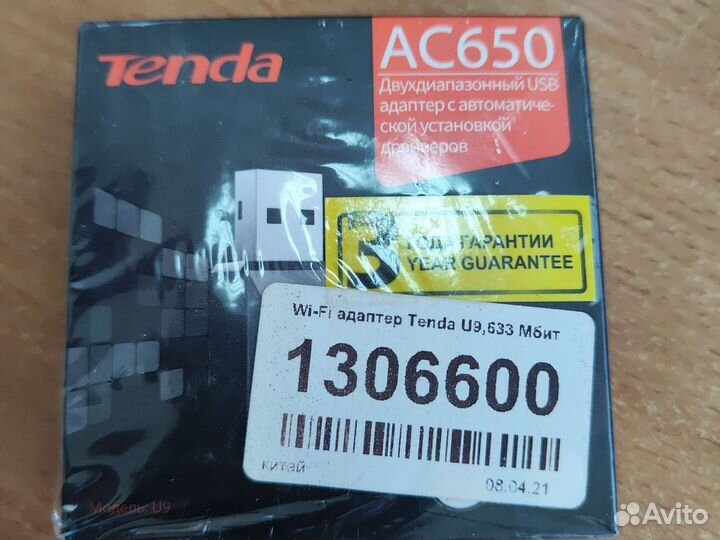 Tenda
AC650
Двухдиапазонный USB
адаптер с автоматиче-
ской установкой
драйверов
3
ГОДА ГАРАНТИИ
YEAR GUARANTEE
Wi-Fi адаптер Tenda U9,633 Мбит
1306600
китай
08.04.21
Модель: U9
Avito